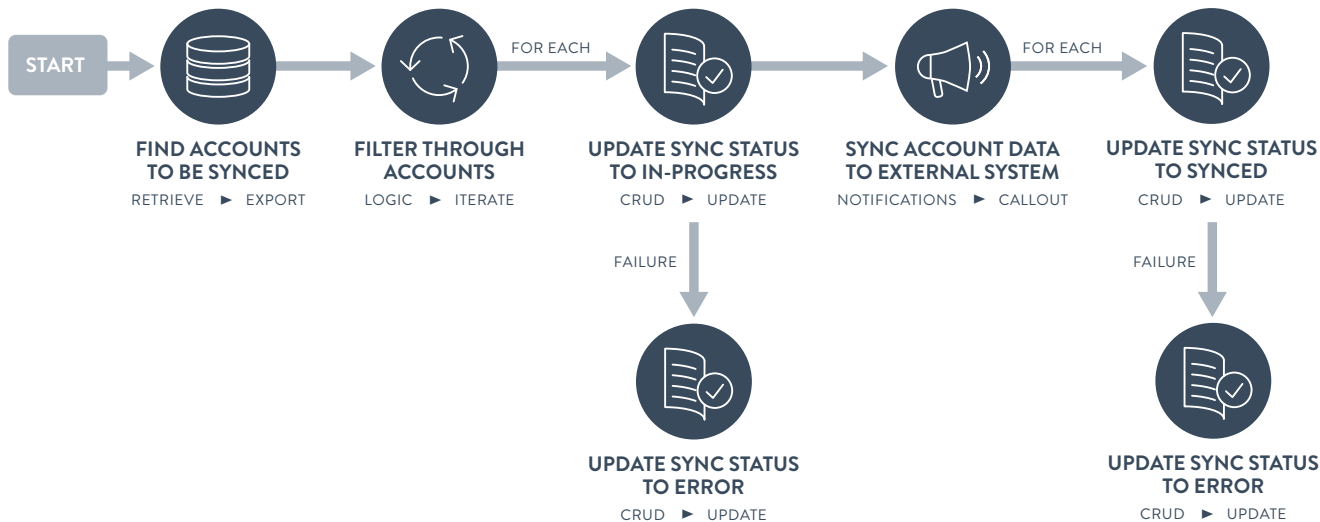 START
FOR EACH
FOR EACH
FIND ACCOUNTS
TO BE SYNCED
RETRIEVE ► EXPORT
FILTER THROUGH
ACCOUNTS
LOGIC ► ITERATE
UPDATE SYNC STATUS
TO IN-PROGRESS
CRUD ► UPDATE
SYNC ACCOUNT DATA
TO EXTERNAL SYSTEM
NOTIFICATIONS ► CALLOUT
UPDATE SYNC STATUS
TO SYNCED
CRUD ► UPDATE
FAILURE
FAILURE
UPDATE SYNC STATUS
TO ERROR
CRUD ► UPDATE
UPDATE SYNC STATUS
TO ERROR
CRUD ► UPDATE